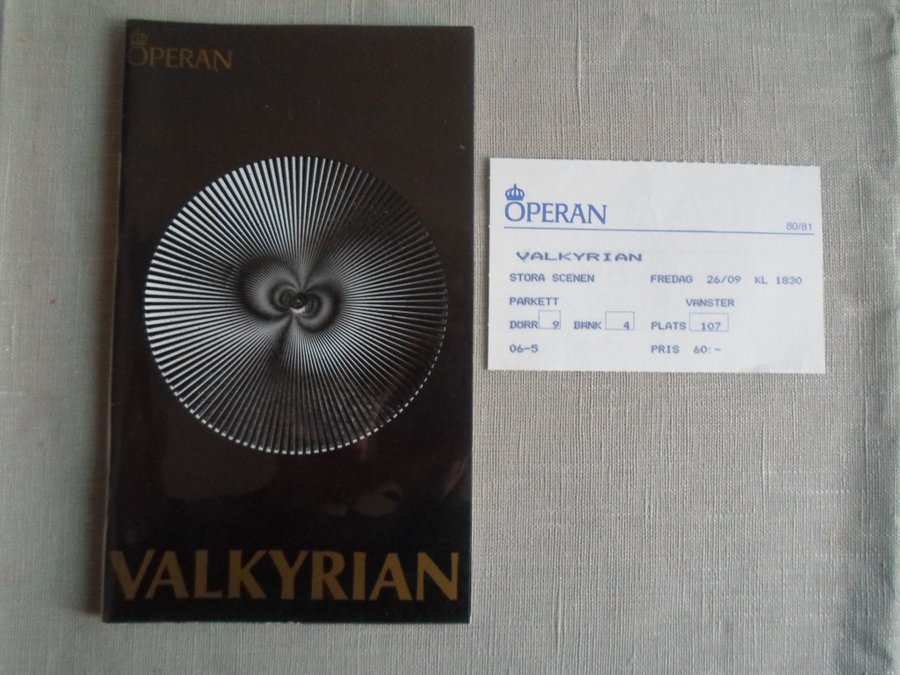 OPERAN
VALKYRIAN
OPERAN
80/81
VALKYRIAN
STORA SCENEN FREDAG 26/09 KL 1830
PARKETT VÄNSTER
DÖRR 9 BÄNK 4 PLATS 107
06-5 PRIS 60:-